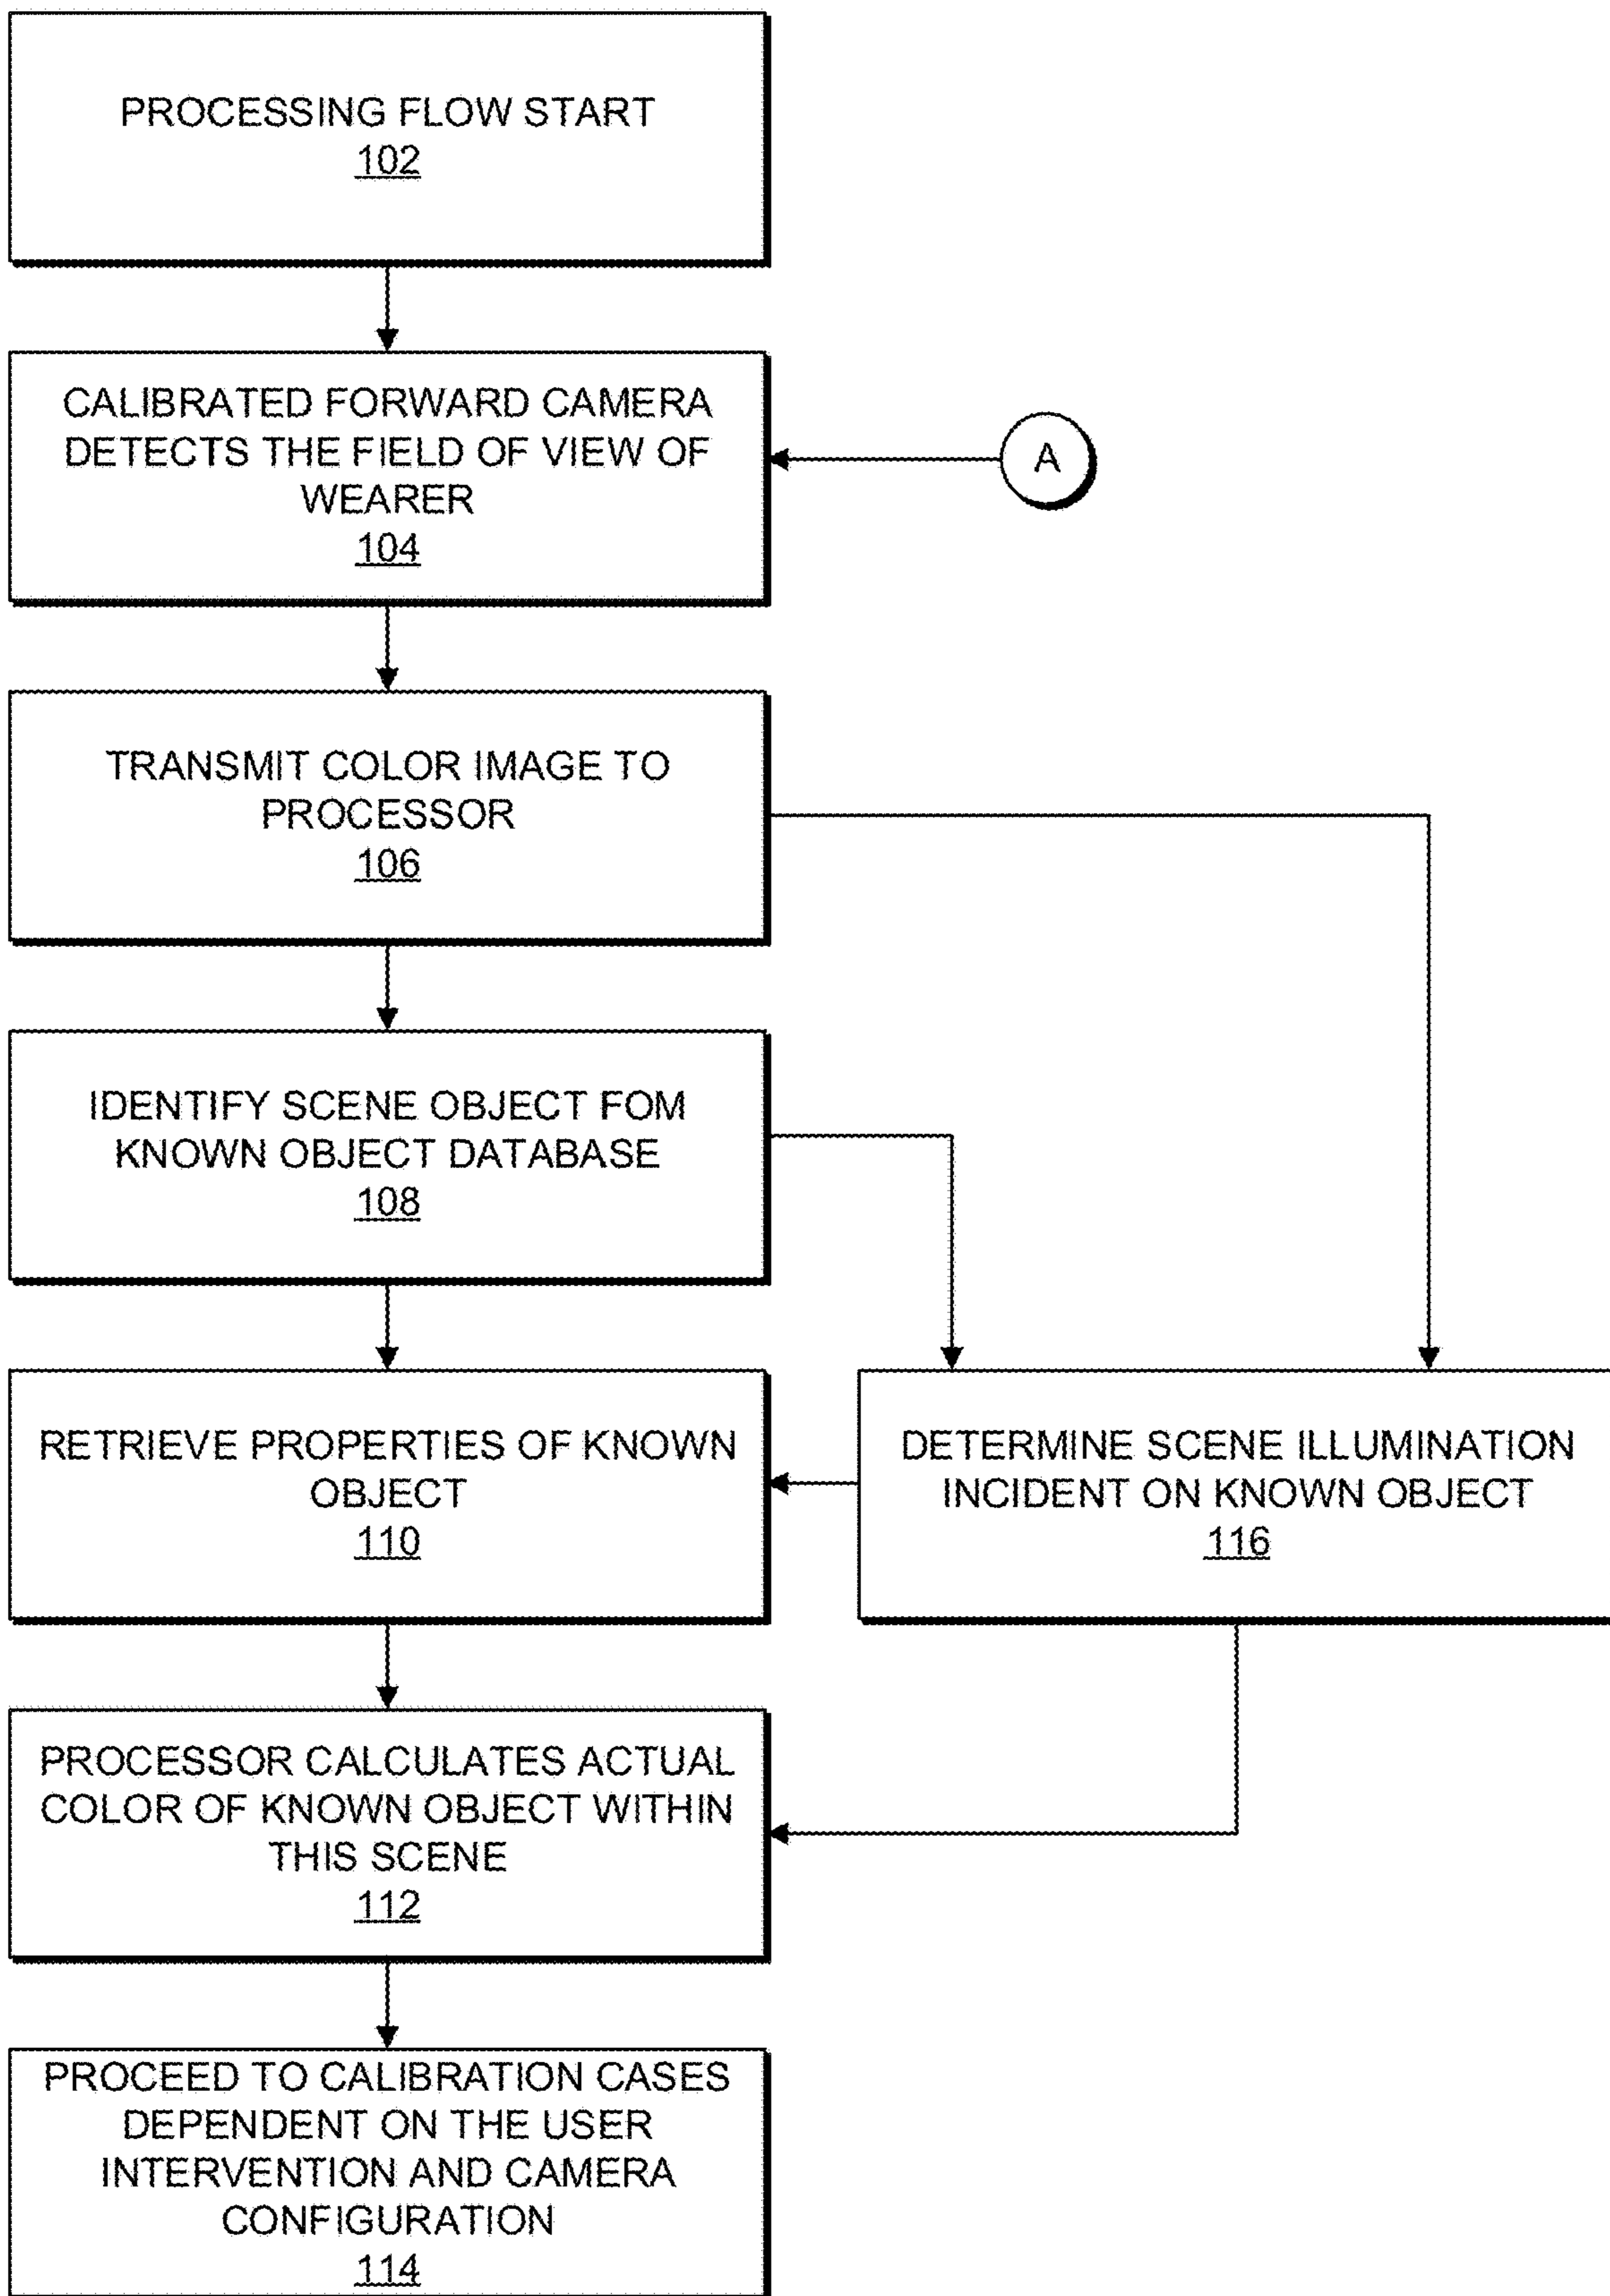 PROCESSING FLOW START
102
CALIBRATED FORWARD CAMERA
DETECTS THE FIELD OF VIEW OF
WEARER
104
A
TRANSMIT COLOR IMAGE TO
PROCESSOR
106
IDENTIFY SCENE OBJECT FOM
KNOWN OBJECT DATABASE
108
RETRIEVE PROPERTIES OF KNOWN
OBJECT
110
DETERMINE SCENE ILLUMINATION
INCIDENT ON KNOWN OBJECT
116
PROCESSOR CALCULATES ACTUAL
COLOR OF KNOWN OBJECT WITHIN
THIS SCENE
112
PROCEED TO CALIBRATION CASES
DEPENDENT ON THE USER
INTERVENTION AND CAMERA
CONFIGURATION
114